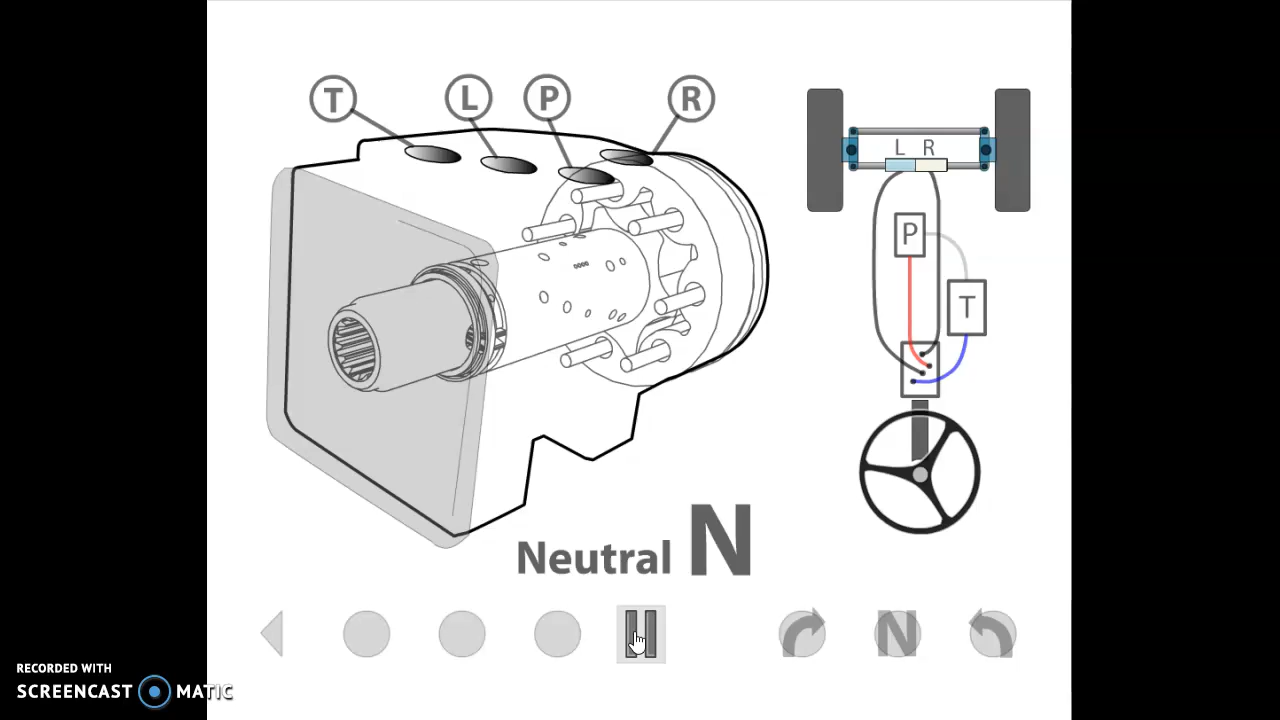 T L P R
L R
P
T
Neutral N
N
RECORDED WITH
SCREENCAST MATIC